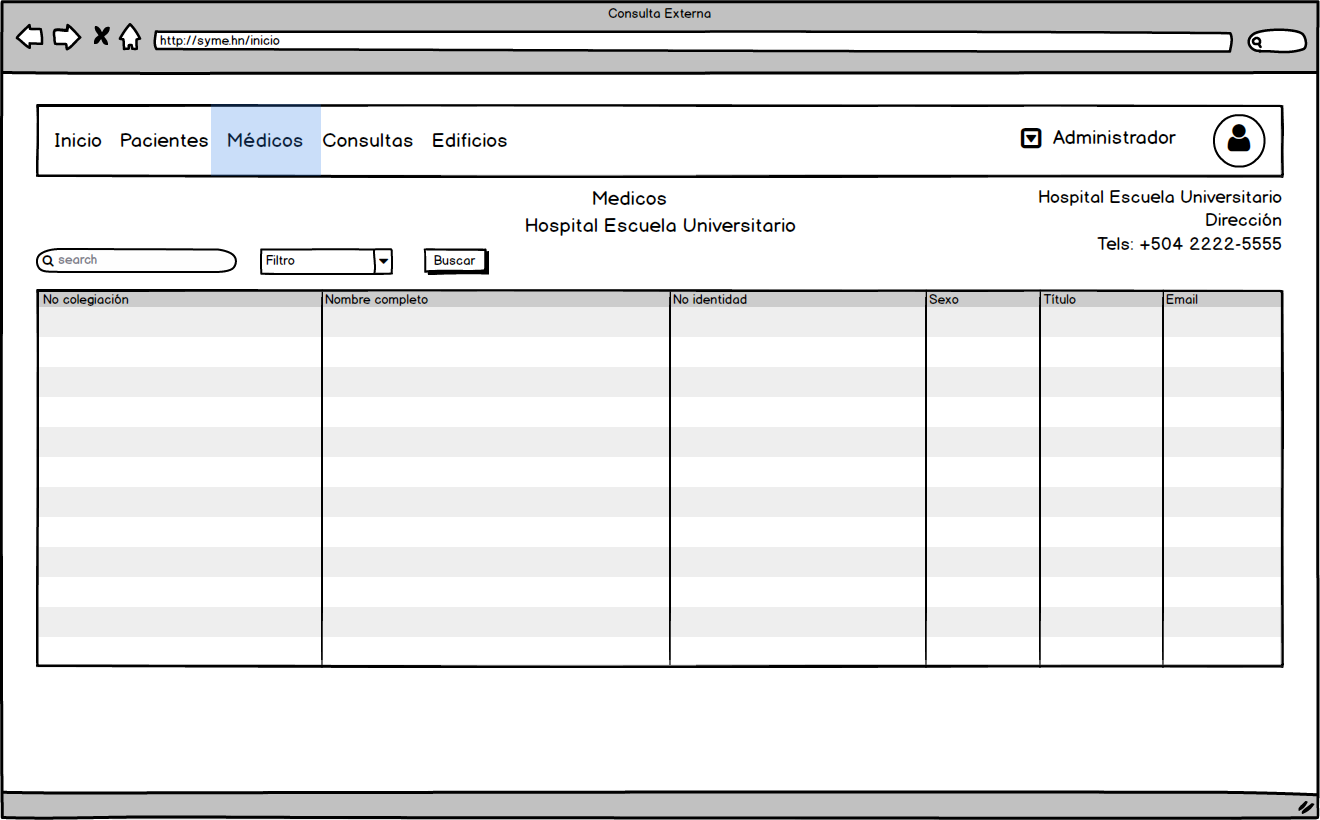 Consulta Externa
http://syme.hn/inicio
Inicio Pacientes Médicos Consultas Edificios Administrador
Medicos
Hospital Escuela Universitario
Hospital Escuela Universitario
Dirección
Tels: +504 2222-5555
search Filtro Buscar
No colegiación Nombre completo No identidad Sexo Título Email